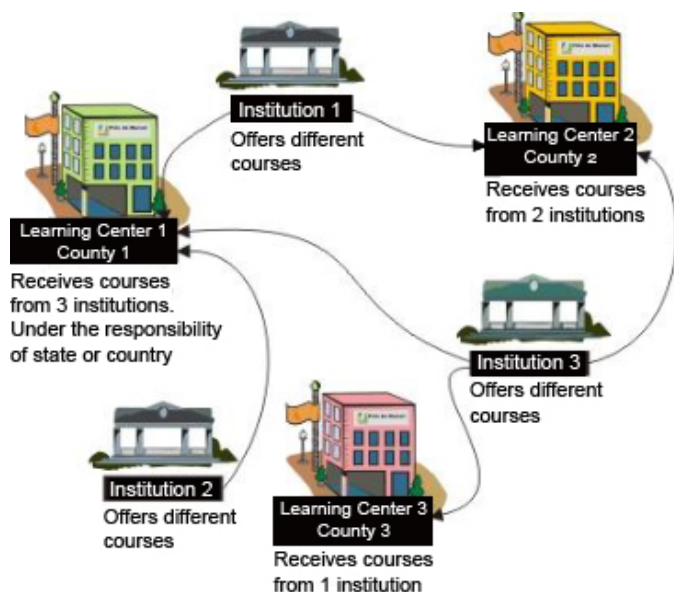 Institution 1
Offers different
courses
Learning Center 2
County 2
Receives courses
from 2 institutions
Learning Center 1
County 1
Receives courses
from 3 institutions.
Under the responsibility
of state or country
Institution 3
Offers different
courses
Institution 2
Offers different
courses
Learning Center 3
County 3
Receives courses
from 1 institution